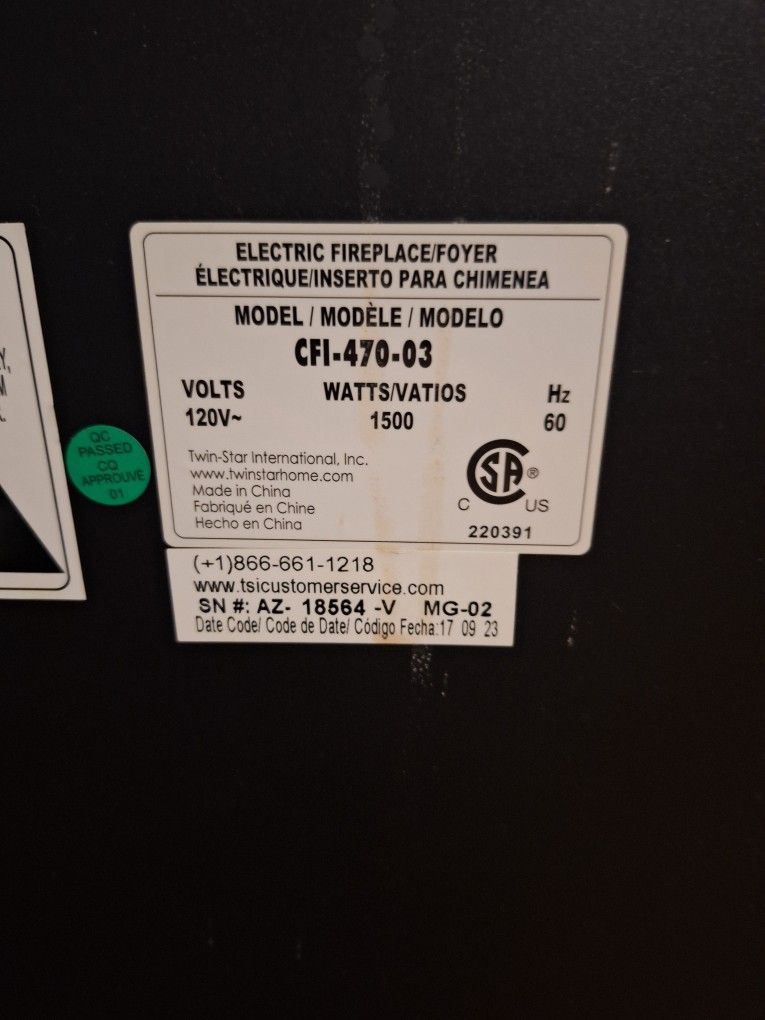 ELECTRIC FIREPLACE/FOYER
ÉLECTRIQUE/INSERTO PARA CHIMENEA
MODEL / MODÈLE / MODELO
CFI-470-03
VOLTS WATTS/VATIOS Hz
120V~ 1500 60
Twin-Star International, Inc.
www.twinstarhome.com
Made in China
Fabriqué en Chine
Hecho en China
SA ®
C US
220391
(+1)866-661-1218
www.tsicustomerservice.com
SN #: AZ- 18564 -V MG-02
Date Code/ Code de Date/ Código Fecha:17 09 23
QC
PASSED
CQ
APPROUVÉ
01